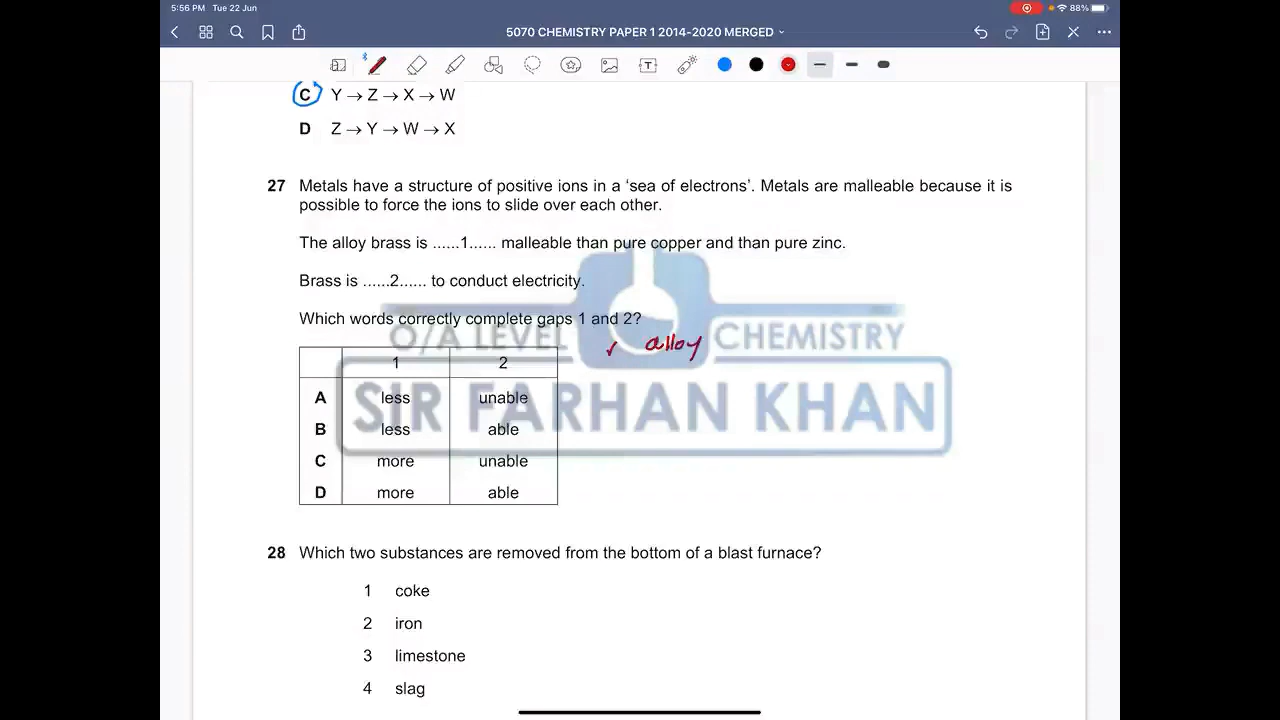 5:56 PM Tue 22 Jun 88%
5070 CHEMISTRY PAPER 1 2014-2020 MERGED
C Y → Z → X → W
D Z → Y → W → X
27 Metals have a structure of positive ions in a ‘sea of electrons’. Metals are malleable because it is
possible to force the ions to slide over each other.
The alloy brass is ......1...... malleable than pure copper and than pure zinc.
Brass is ......2...... to conduct electricity.
Which words correctly complete gaps 1 and 2?
O/A LEVEL CHEMISTRY
✓ alloy
1 2
A less unable
SIR FARHAN KHAN
B less able
C more unable
D more able
28 Which two substances are removed from the bottom of a blast furnace?
1 coke
2 iron
3 limestone
4 slag